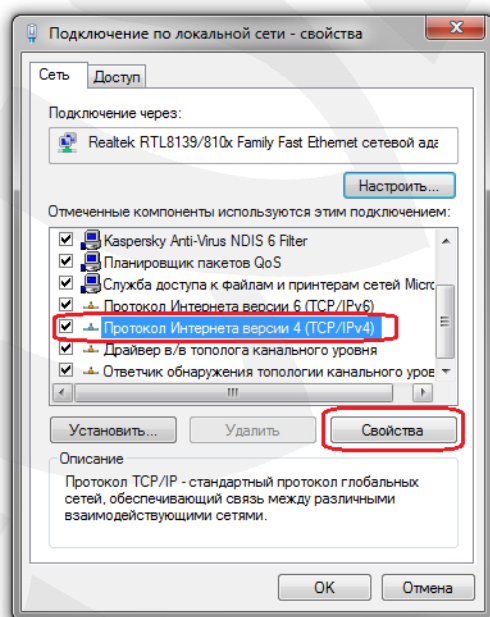 Подключение по локальной сети - свойства
Сеть
Доступ
Подключение через:
Realtek RTL8139/810x Family Fast Ethernet сетевой ада
Настроить...
Отмеченные компоненты используются этим подключением:
Kaspersky Anti-Virus NDIS 6 Filter
Планировщик пакетов QoS
Служба доступа к файлам и принтерам сетей Micro
Протокол Интернета версии 6 (TCP/IPv6)
Протокол Интернета версии 4 (TCP/IPv4)
Драйвер в/в тополога канального уровня
Ответчик обнаружения топологии канального уров
Установить...
Удалить
Свойства
Описание
Протокол TCP/IP - стандартный протокол глобальных
сетей, обеспечивающий связь между различными
взаимодействующими сетями.
OK
Отмена